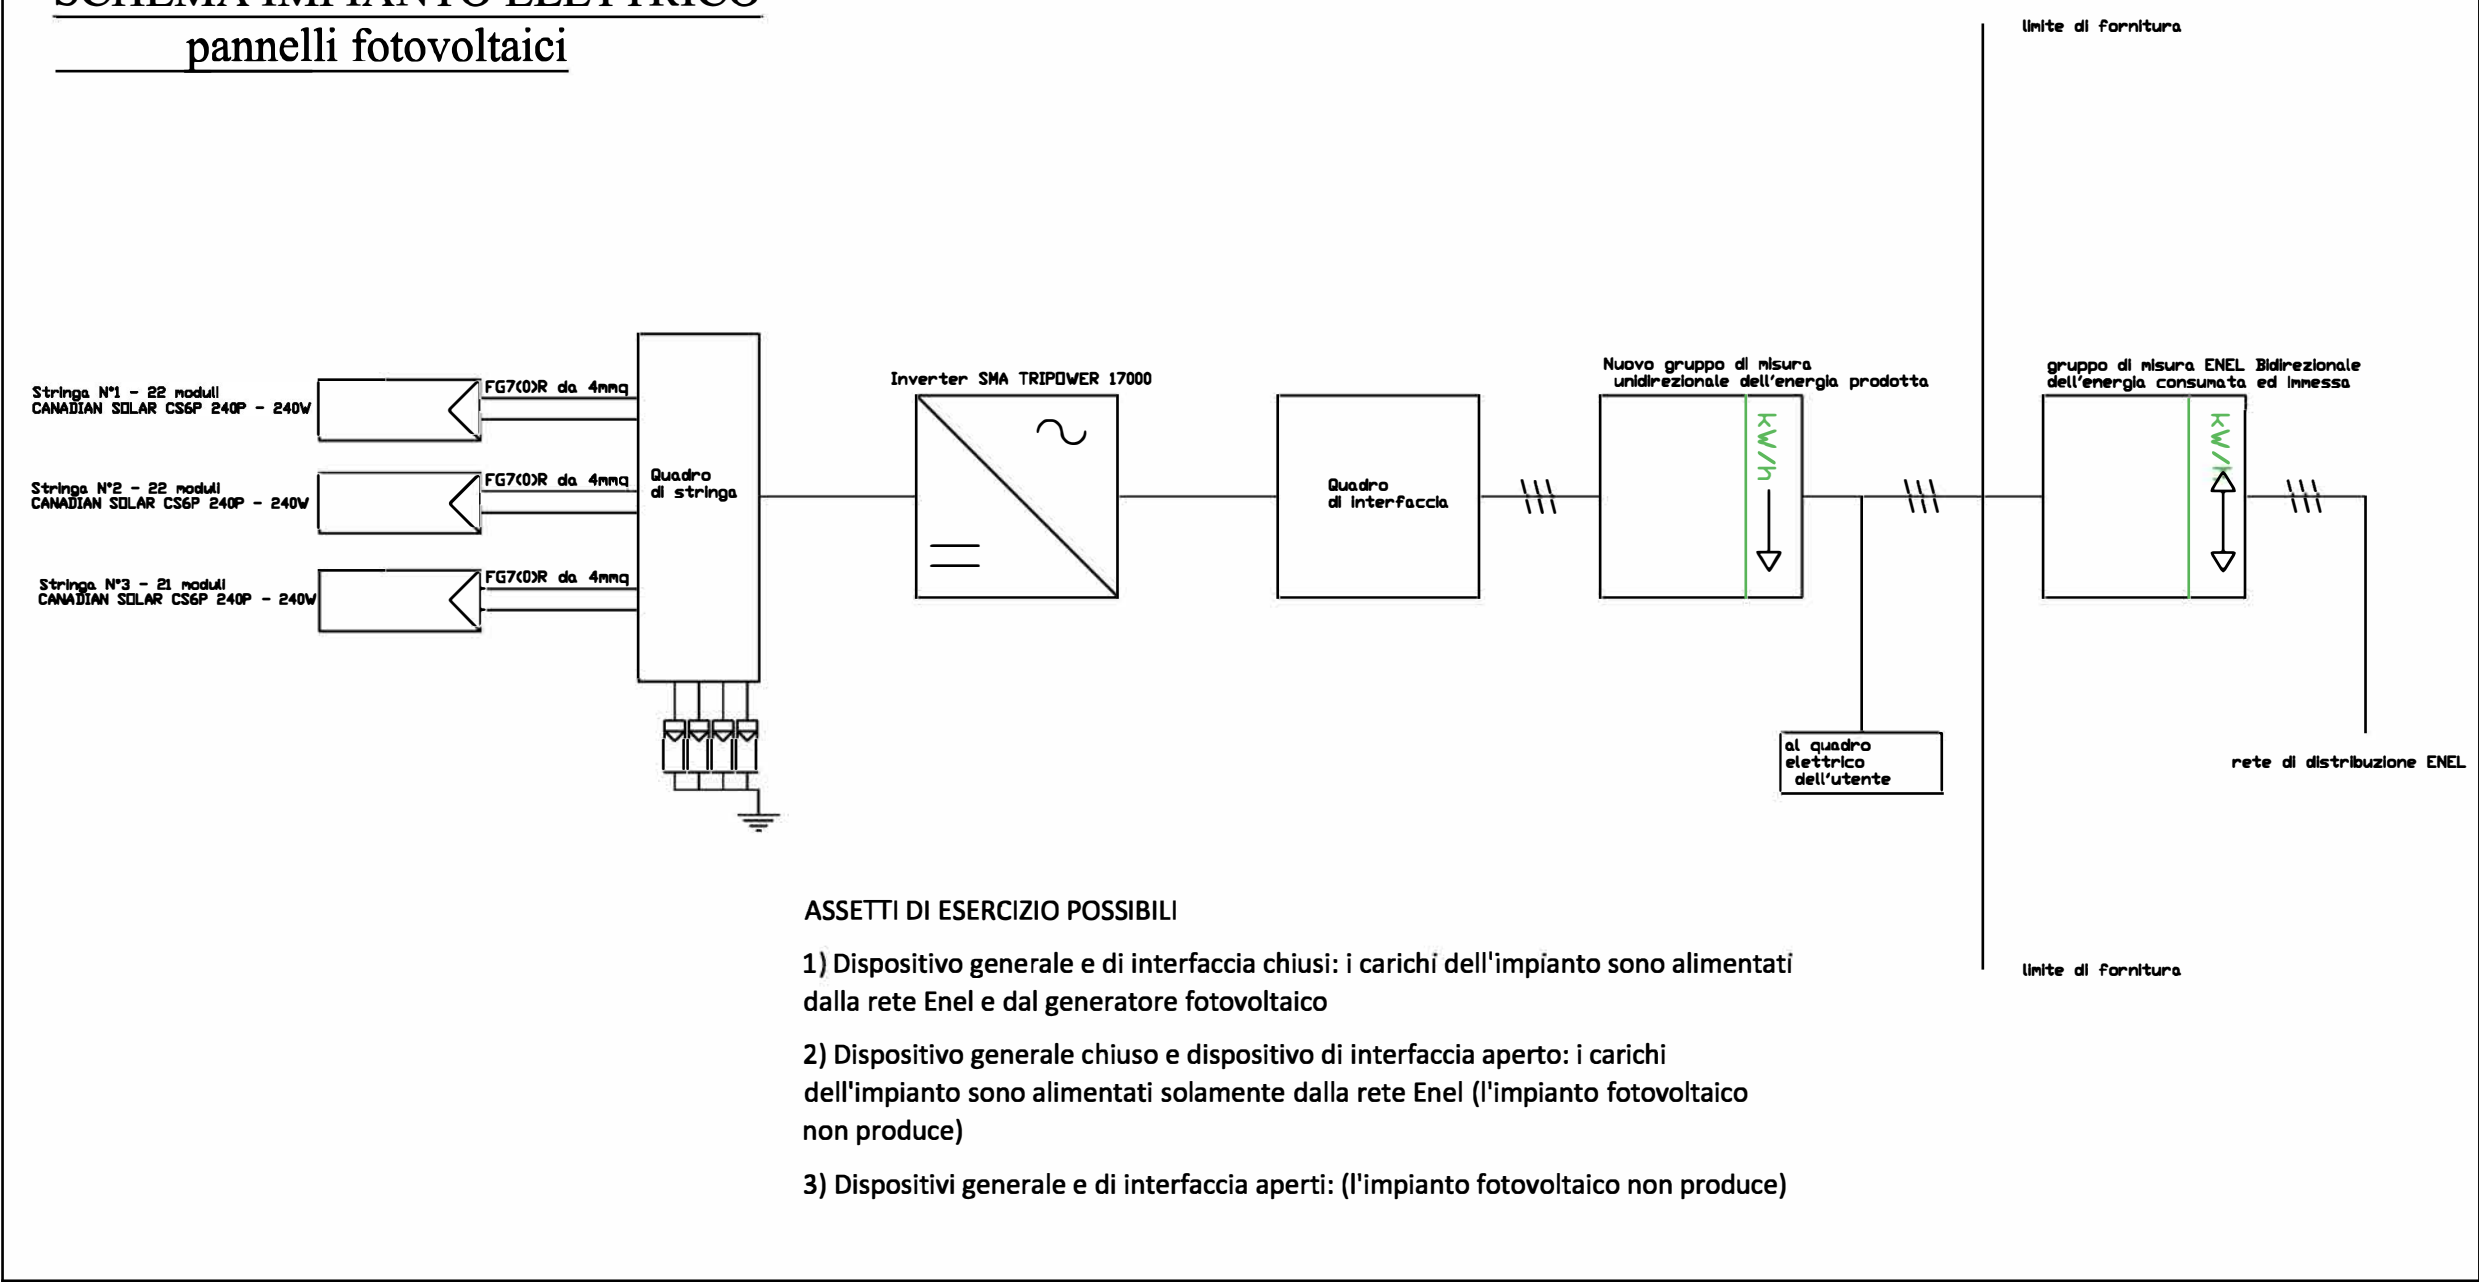 SCHEMA IMPIANTO ELETTRICO
pannelli fotovoltaici
limite di fornitura
Stringa N°1 - 22 moduli
CANADIAN SOLAR CS6P 240P - 240W
FG7(O)R da 4mmq
Stringa N°2 - 22 moduli
CANADIAN SOLAR CS6P 240P - 240W
FG7(O)R da 4mmq
Stringa N°3 - 21 moduli
CANADIAN SOLAR CS6P 240P - 240W
FG7(O)R da 4mmq
Quadro
di stringa
Inverter SMA TRIPOWER 17000
Quadro
di interfaccia
Nuovo gruppo di misura
unidirezionale dell'energia prodotta
kW/h
gruppo di misura ENEL Bidirezionale
dell'energia consumata ed immessa
kW/h
al quadro
elettrico
dell'utente
rete di distribuzione ENEL
limite di fornitura
ASSETTI DI ESERCIZIO POSSIBILI
1) Dispositivo generale e di interfaccia chiusi: i carichi dell'impianto sono alimentati
dalla rete Enel e dal generatore fotovoltaico
2) Dispositivo generale chiuso e dispositivo di interfaccia aperto: i carichi
dell'impianto sono alimentati solamente dalla rete Enel (l'impianto fotovoltaico
non produce)
3) Dispositivi generale e di interfaccia aperti: (l'impianto fotovoltaico non produce)